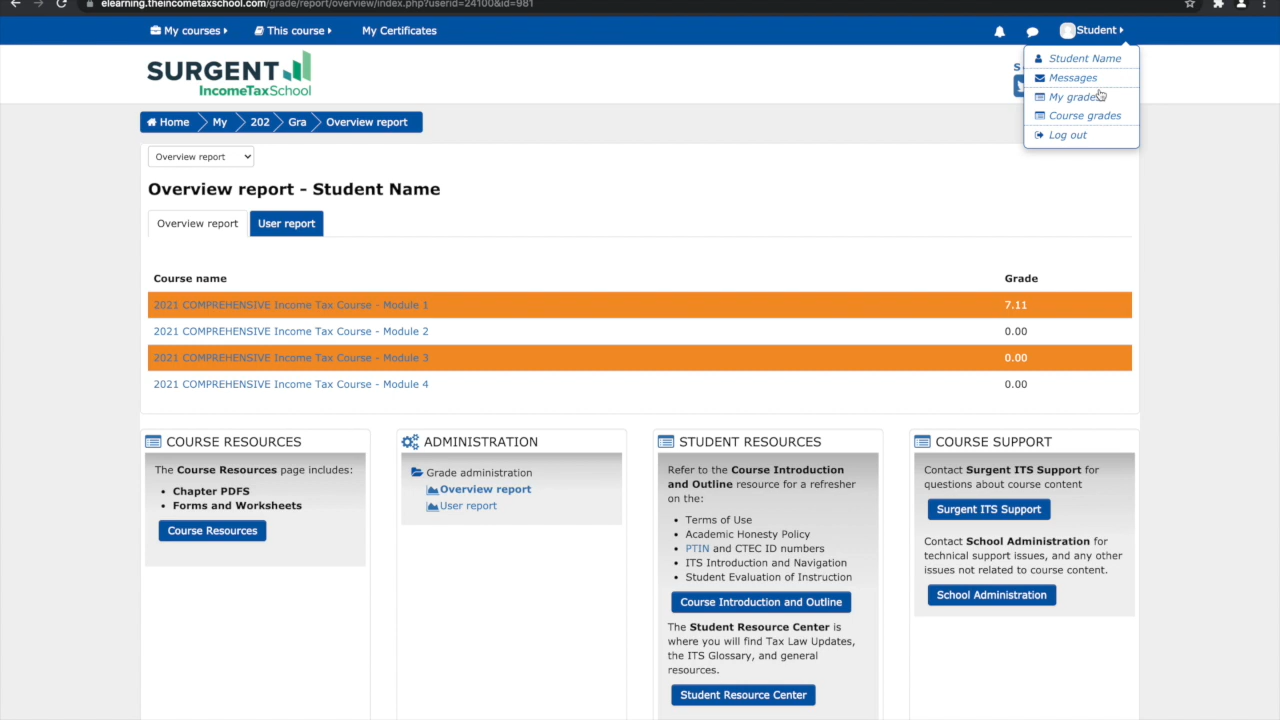 elearning.theincometaxschool.com/grade/report/overview/index.php?userid=24100&id=981
My courses This course My Certificates Student
SURGENT
IncomeTaxSchool
S
Student Name
Messages
My grade
Course grades
Log out
Home My 202 Gra Overview report
Overview report
Overview report - Student Name
Overview report User report
Course name Grade
2021 COMPREHENSIVE Income Tax Course - Module 1 7.11
2021 COMPREHENSIVE Income Tax Course - Module 2 0.00
2021 COMPREHENSIVE Income Tax Course - Module 3 0.00
2021 COMPREHENSIVE Income Tax Course - Module 4 0.00
COURSE RESOURCES
The Course Resources page includes:
• Chapter PDFS
• Forms and Worksheets
Course Resources
ADMINISTRATION
Grade administration
Overview report
User report
STUDENT RESOURCES
Refer to the Course Introduction
and Outline resource for a refresher
on the:
• Terms of Use
• Academic Honesty Policy
• PTIN and CTEC ID numbers
• ITS Introduction and Navigation
• Student Evaluation of Instruction
Course Introduction and Outline
The Student Resource Center is
where you will find Tax Law Updates,
the ITS Glossary, and general
resources.
Student Resource Center
COURSE SUPPORT
Contact Surgent ITS Support for
questions about course content
Surgent ITS Support
Contact School Administration for
technical support issues, and any other
issues not related to course content.
School Administration